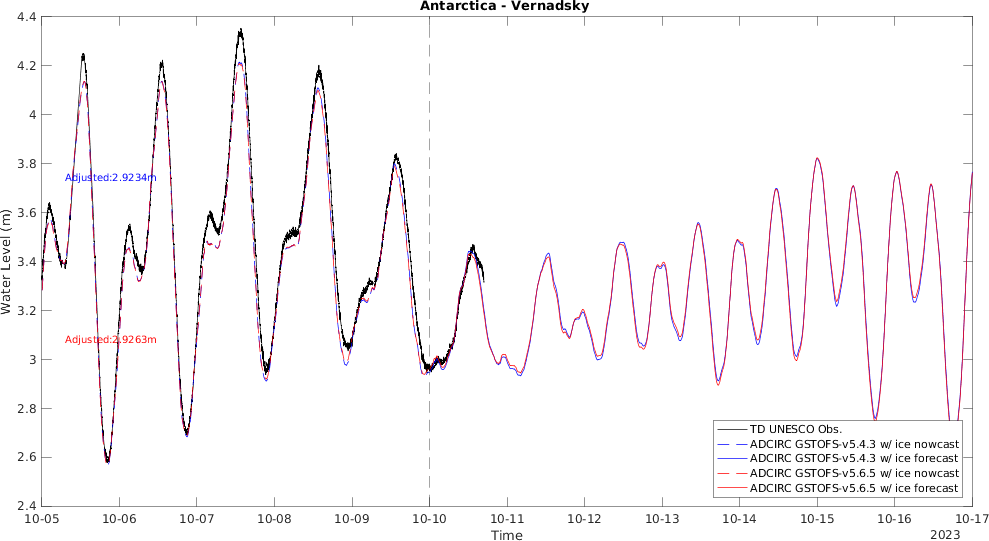 Antarctica - Vernadsky
4.4
4.2
4
3.8
3.6
3.4
3.2
3
2.8
2.6
2.4
Water Level (m)
Adjusted:2.9234m
Adjusted:2.9263m
TD UNESCO Obs.
ADCIRC GSTOFS-v5.4.3 w/ ice nowcast
ADCIRC GSTOFS-v5.4.3 w/ ice forecast
ADCIRC GSTOFS-v5.6.5 w/ ice nowcast
ADCIRC GSTOFS-v5.6.5 w/ ice forecast
10-05 10-06 10-07 10-08 10-09 10-10 10-11 10-12 10-13 10-14 10-15 10-16 10-17
Time
2023